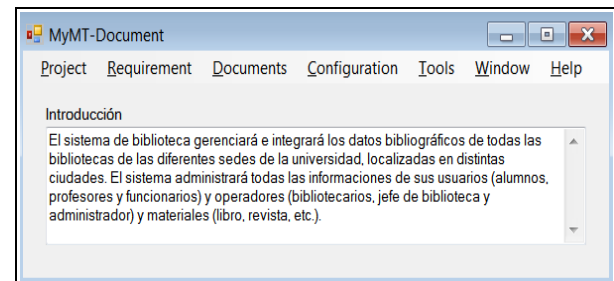 MyMT-Document
Project Requirement Documents Configuration Tools Window Help
Introducción
El sistema de biblioteca gerenciará e integrará los datos bibliográficos de todas las
bibliotecas de las diferentes sedes de la universidad, localizadas en distintas
ciudades. El sistema administrará todas las informaciones de sus usuarios (alumnos,
profesores y funcionarios) y operadores (bibliotecarios, jefe de biblioteca y
administrador) y materiales (libro, revista, etc.).